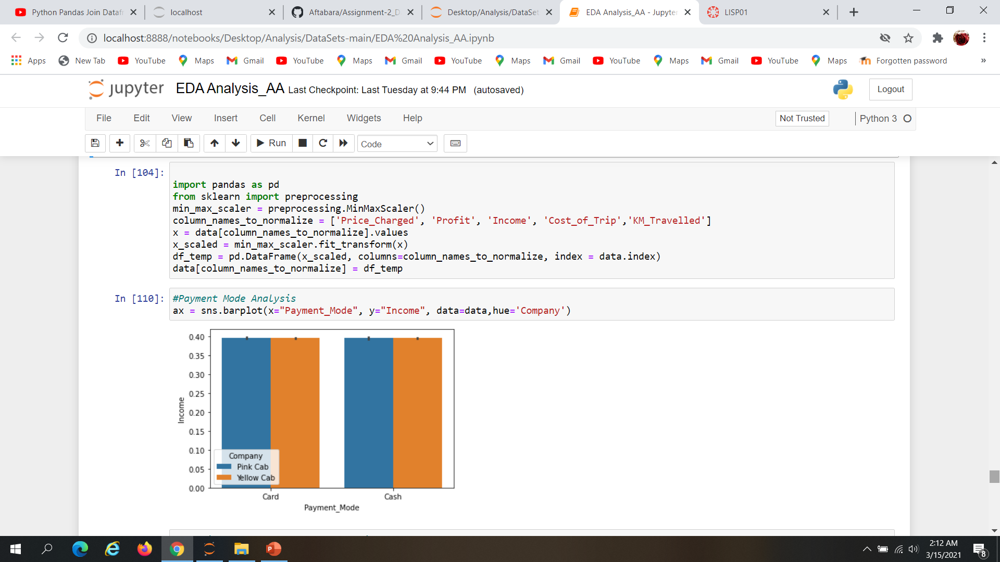 Python Pandas Join Dataf
localhost
Aftabara/Assignment-2_D
Desktop/Analysis/DataSet
EDA Analysis_AA - Jupyter
LISP01
localhost:8888/notebooks/Desktop/Analysis/DataSets-main/EDA%20Analysis_AA.ipynb
Apps New Tab YouTube Maps Gmail YouTube Maps Gmail YouTube Maps Gmail YouTube Maps Gmail YouTube Maps Forgotten password »
jupyter EDA Analysis_AA Last Checkpoint: Last Tuesday at 9:44 PM (autosaved)
Logout
File Edit View Insert Cell Kernel Widgets Help
Not Trusted
Python 3
Run
Code
In [104]:
import pandas as pd
from sklearn import preprocessing
min_max_scaler = preprocessing.MinMaxScaler()
column_names_to_normalize = ['Price_Charged', 'Profit', 'Income', 'Cost_of_Trip','KM_Travelled']
x = data[column_names_to_normalize].values
x_scaled = min_max_scaler.fit_transform(x)
df_temp = pd.DataFrame(x_scaled, columns=column_names_to_normalize, index = data.index)
data[column_names_to_normalize] = df_temp
In [110]:
#Payment Mode Analysis
ax = sns.barplot(x="Payment_Mode", y="Income", data=data,hue='Company')
0.40
0.35
0.30
0.25
0.20
0.15
0.10
0.05
0.00
Income
Company
Pink Cab
Yellow Cab
Card Cash
Payment_Mode
2:12 AM
3/15/2021
8